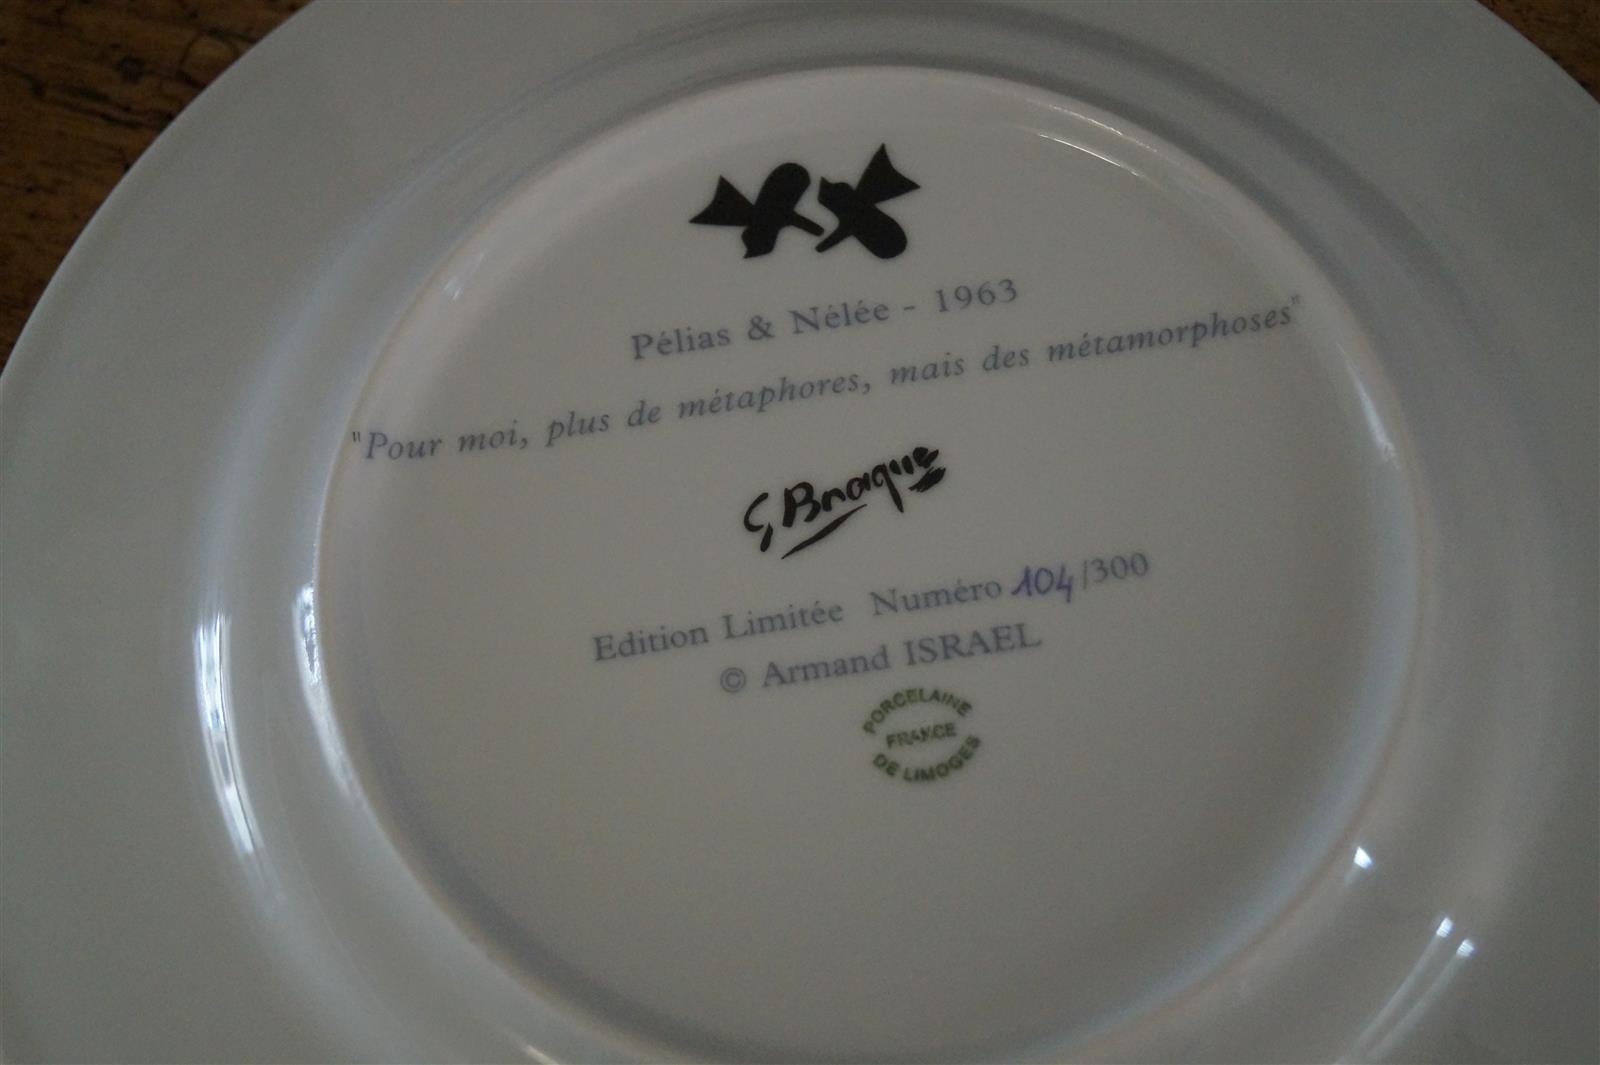 Pélias & Nélée - 1963
"Pour moi, plus de métaphores, mais des métamorphoses"
G Braque
Edition Limitée Numéro 104/300
© Armand ISRAEL
PORCELAINE
FRANCE
DE LIMOGES